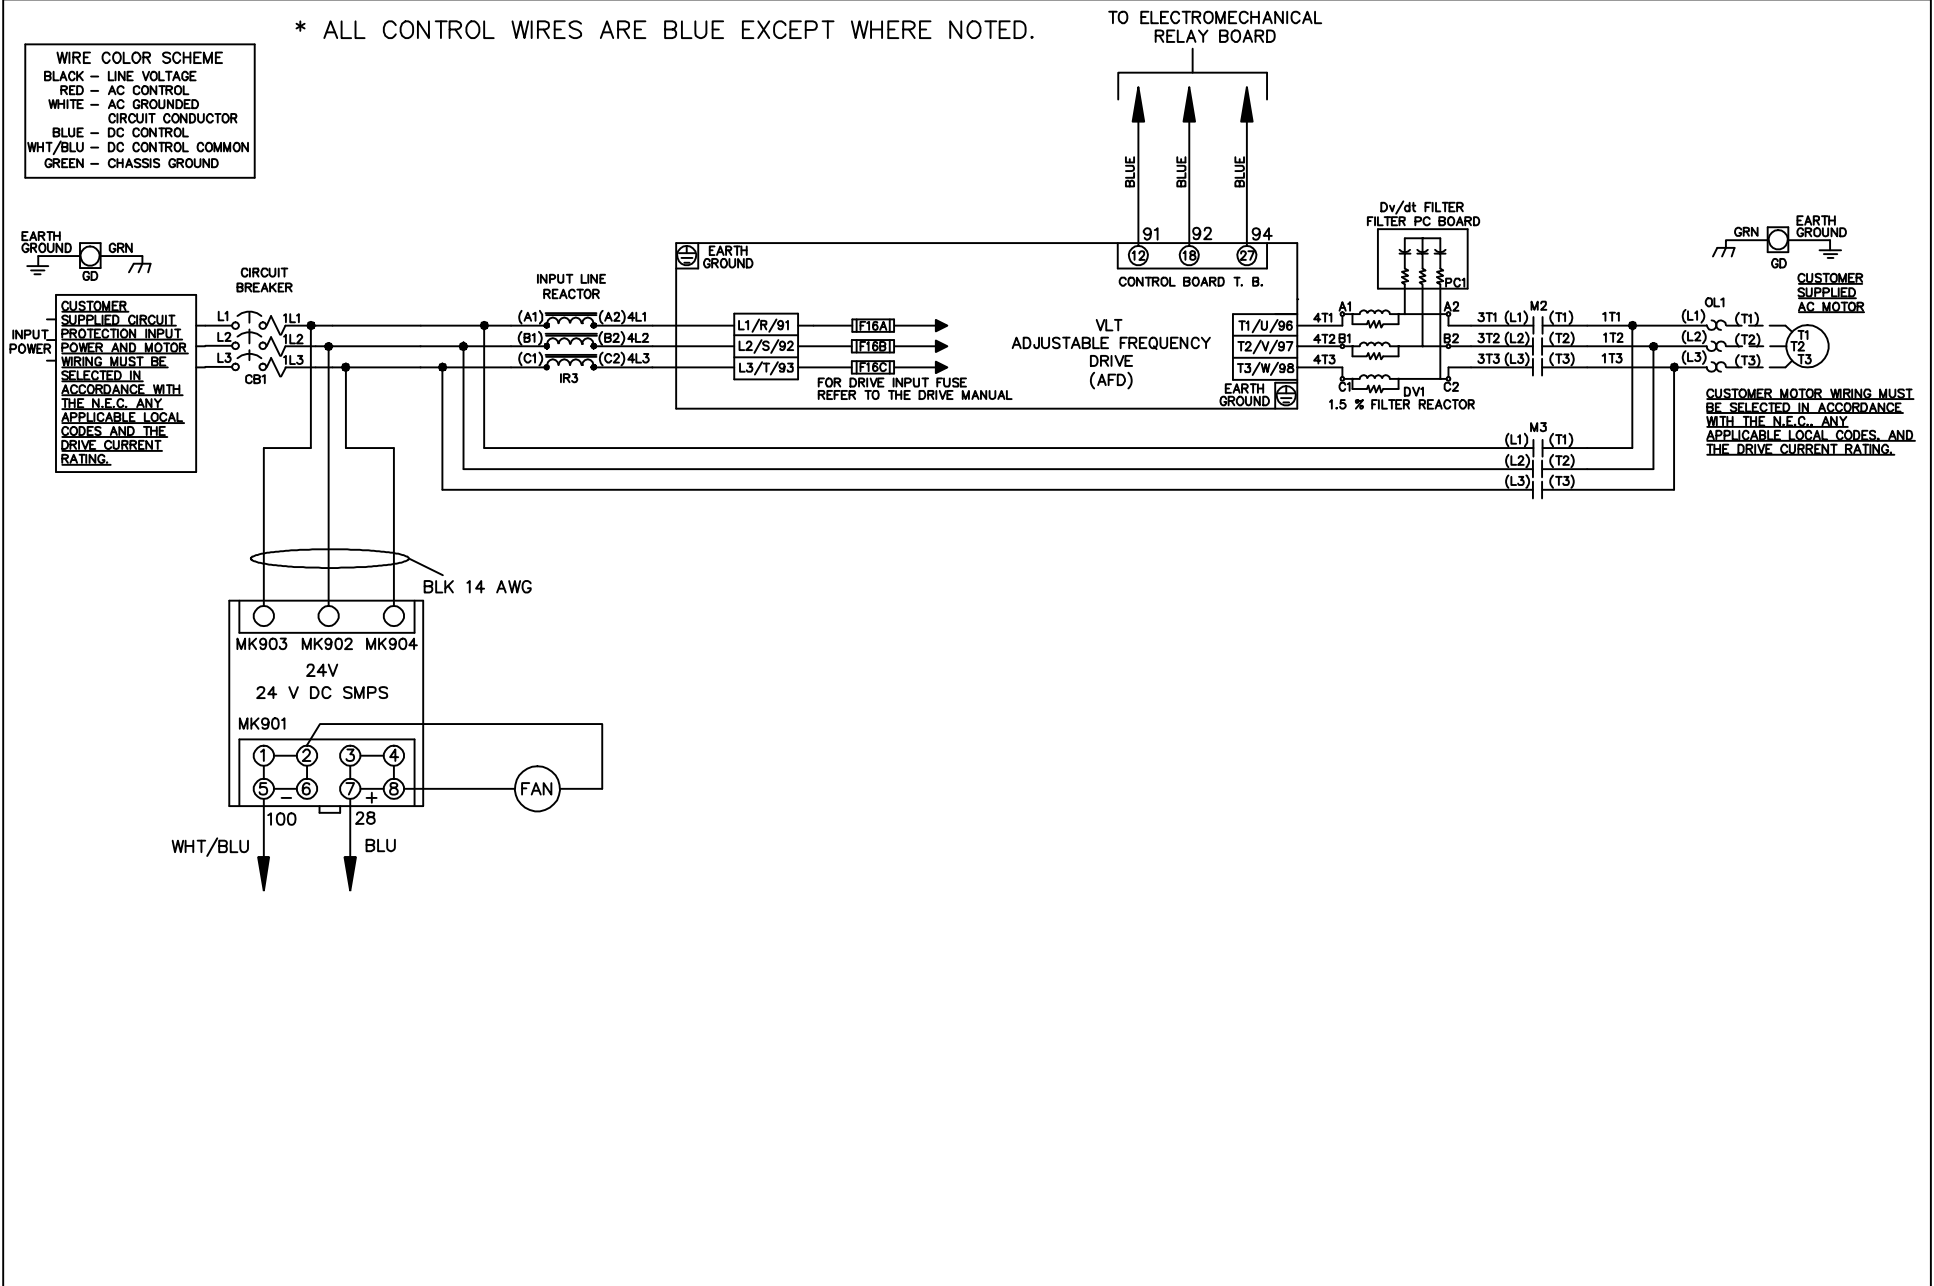 * ALL CONTROL WIRES ARE BLUE EXCEPT WHERE NOTED.
TO ELECTROMECHANICAL
RELAY BOARD
WIRE COLOR SCHEME
BLACK – LINE VOLTAGE
RED – AC CONTROL
WHITE – AC GROUNDED
CIRCUIT CONDUCTOR
BLUE – DC CONTROL
WHT/BLU – DC CONTROL COMMON
GREEN – CHASSIS GROUND
BLUE
BLUE
BLUE
91
92
94
12
18
27
CONTROL BOARD T. B.
EARTH
GROUND
GRN
GD
CUSTOMER
SUPPLIED CIRCUIT
PROTECTION INPUT
POWER AND MOTOR
WIRING MUST BE
SELECTED IN
ACCORDANCE WITH
THE N.E.C. ANY
APPLICABLE LOCAL
CODES AND THE
DRIVE CURRENT
RATING.
INPUT
POWER
CIRCUIT
BREAKER
L1
L2
L3
1L1
1L2
1L3
CB1
INPUT LINE
REACTOR
(A1)
(A2)
4L1
(B1)
(B2)
4L2
(C1)
(C2)
4L3
IR3
EARTH
GROUND
L1/R/91
L2/S/92
L3/T/93
F16A
F16B
F16C
FOR DRIVE INPUT FUSE
REFER TO THE DRIVE MANUAL
VLT
ADJUSTABLE FREQUENCY
DRIVE
(AFD)
T1/U/96
T2/V/97
T3/W/98
EARTH
GROUND
Dv/dt FILTER
FILTER PC BOARD
PC1
4T1
4T2
4T3
A1
A2
B1
B2
C1
C2
DV1
1.5 % FILTER REACTOR
M2
3T1 (L1) (T1) 1T1
3T2 (L2) (T2) 1T2
3T3 (L3) (T3) 1T3
M3
(L1) (T1)
(L2) (T2)
(L3) (T3)
OL1
(L1) (T1)
(L2) (T2)
(L3) (T3)
T1
T2
T3
GRN
GD
EARTH
GROUND
CUSTOMER
SUPPLIED
AC MOTOR
CUSTOMER MOTOR WIRING MUST
BE SELECTED IN ACCORDANCE
WITH THE N.E.C., ANY
APPLICABLE LOCAL CODES, AND
THE DRIVE CURRENT RATING.
BLK 14 AWG
MK903 MK902 MK904
24V
24 V DC SMPS
MK901
1 2 3 4
5 – 6 7 + 8
FAN
100
28
WHT/BLU
BLU